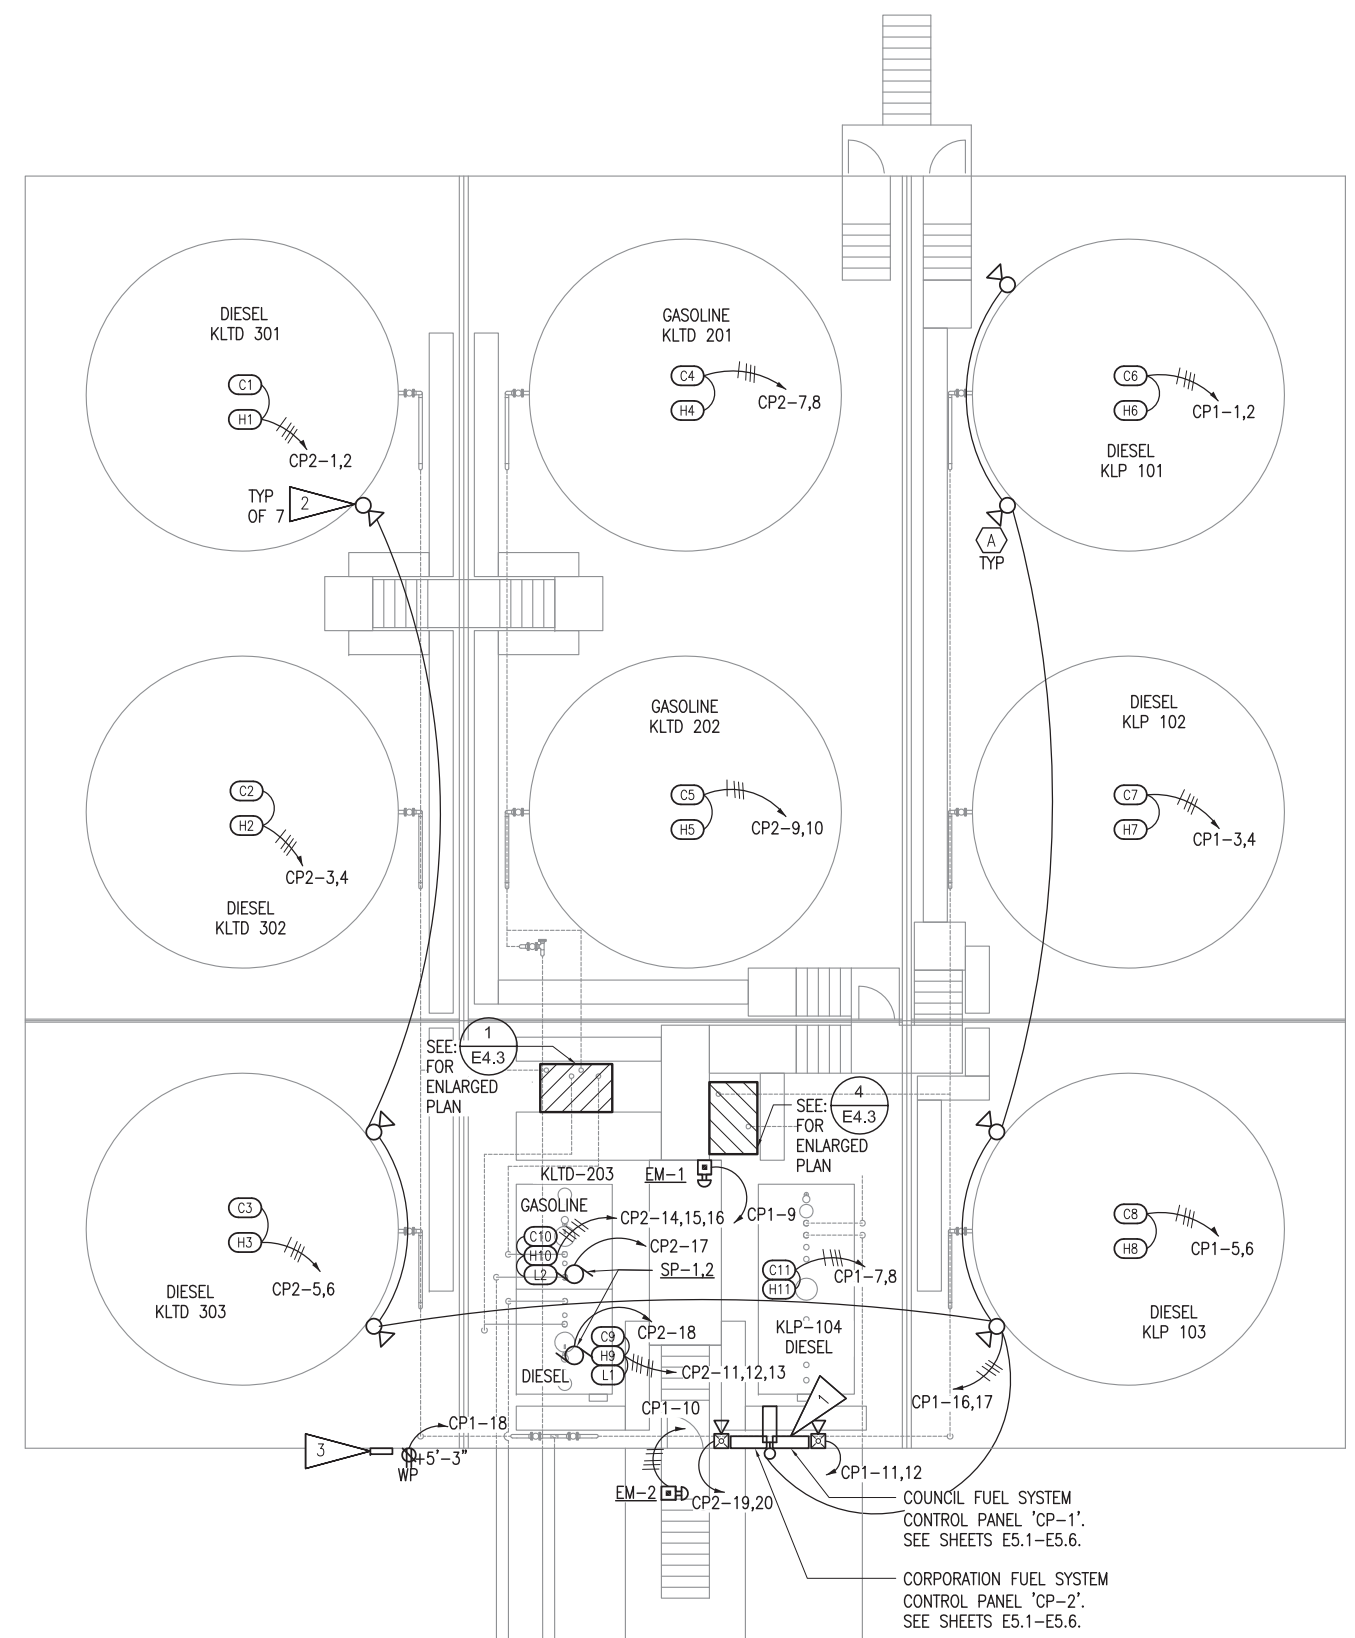 DIESEL
KLTD 301
C1
H1
CP2-1,2
TYP
OF 7
2
GASOLINE
KLTD 201
C4
H4
CP2-7,8
C6
H6
CP1-1,2
DIESEL
KLP 101
A
TYP
C2
H2
CP2-3,4
DIESEL
KLTD 302
GASOLINE
KLTD 202
C5
H5
CP2-9,10
DIESEL
KLP 102
C7
H7
CP1-3,4
SEE:
FOR
ENLARGED
PLAN
1
E4.3
SEE:
FOR
ENLARGED
PLAN
4
E4.3
C3
H3
CP2-5,6
DIESEL
KLTD 303
KLTD-203
GASOLINE
C10
H10
L2
CP2-14,15,16
CP2-17
SP-1,2
EM-1
CP1-9
C11
H11
CP1-7,8
KLP-104
DIESEL
C8
H8
CP1-5,6
DIESEL
KLP 103
CP2-18
C9
H9
L1
DIESEL
CP2-11,12,13
CP1-10
1
CP1-16,17
3
CP1-18
+5'-3"
WP
EM-2
CP2-19,20
CP1-11,12
COUNCIL FUEL SYSTEM
CONTROL PANEL 'CP-1'.
SEE SHEETS E5.1-E5.6.
CORPORATION FUEL SYSTEM
CONTROL PANEL 'CP-2'.
SEE SHEETS E5.1-E5.6.